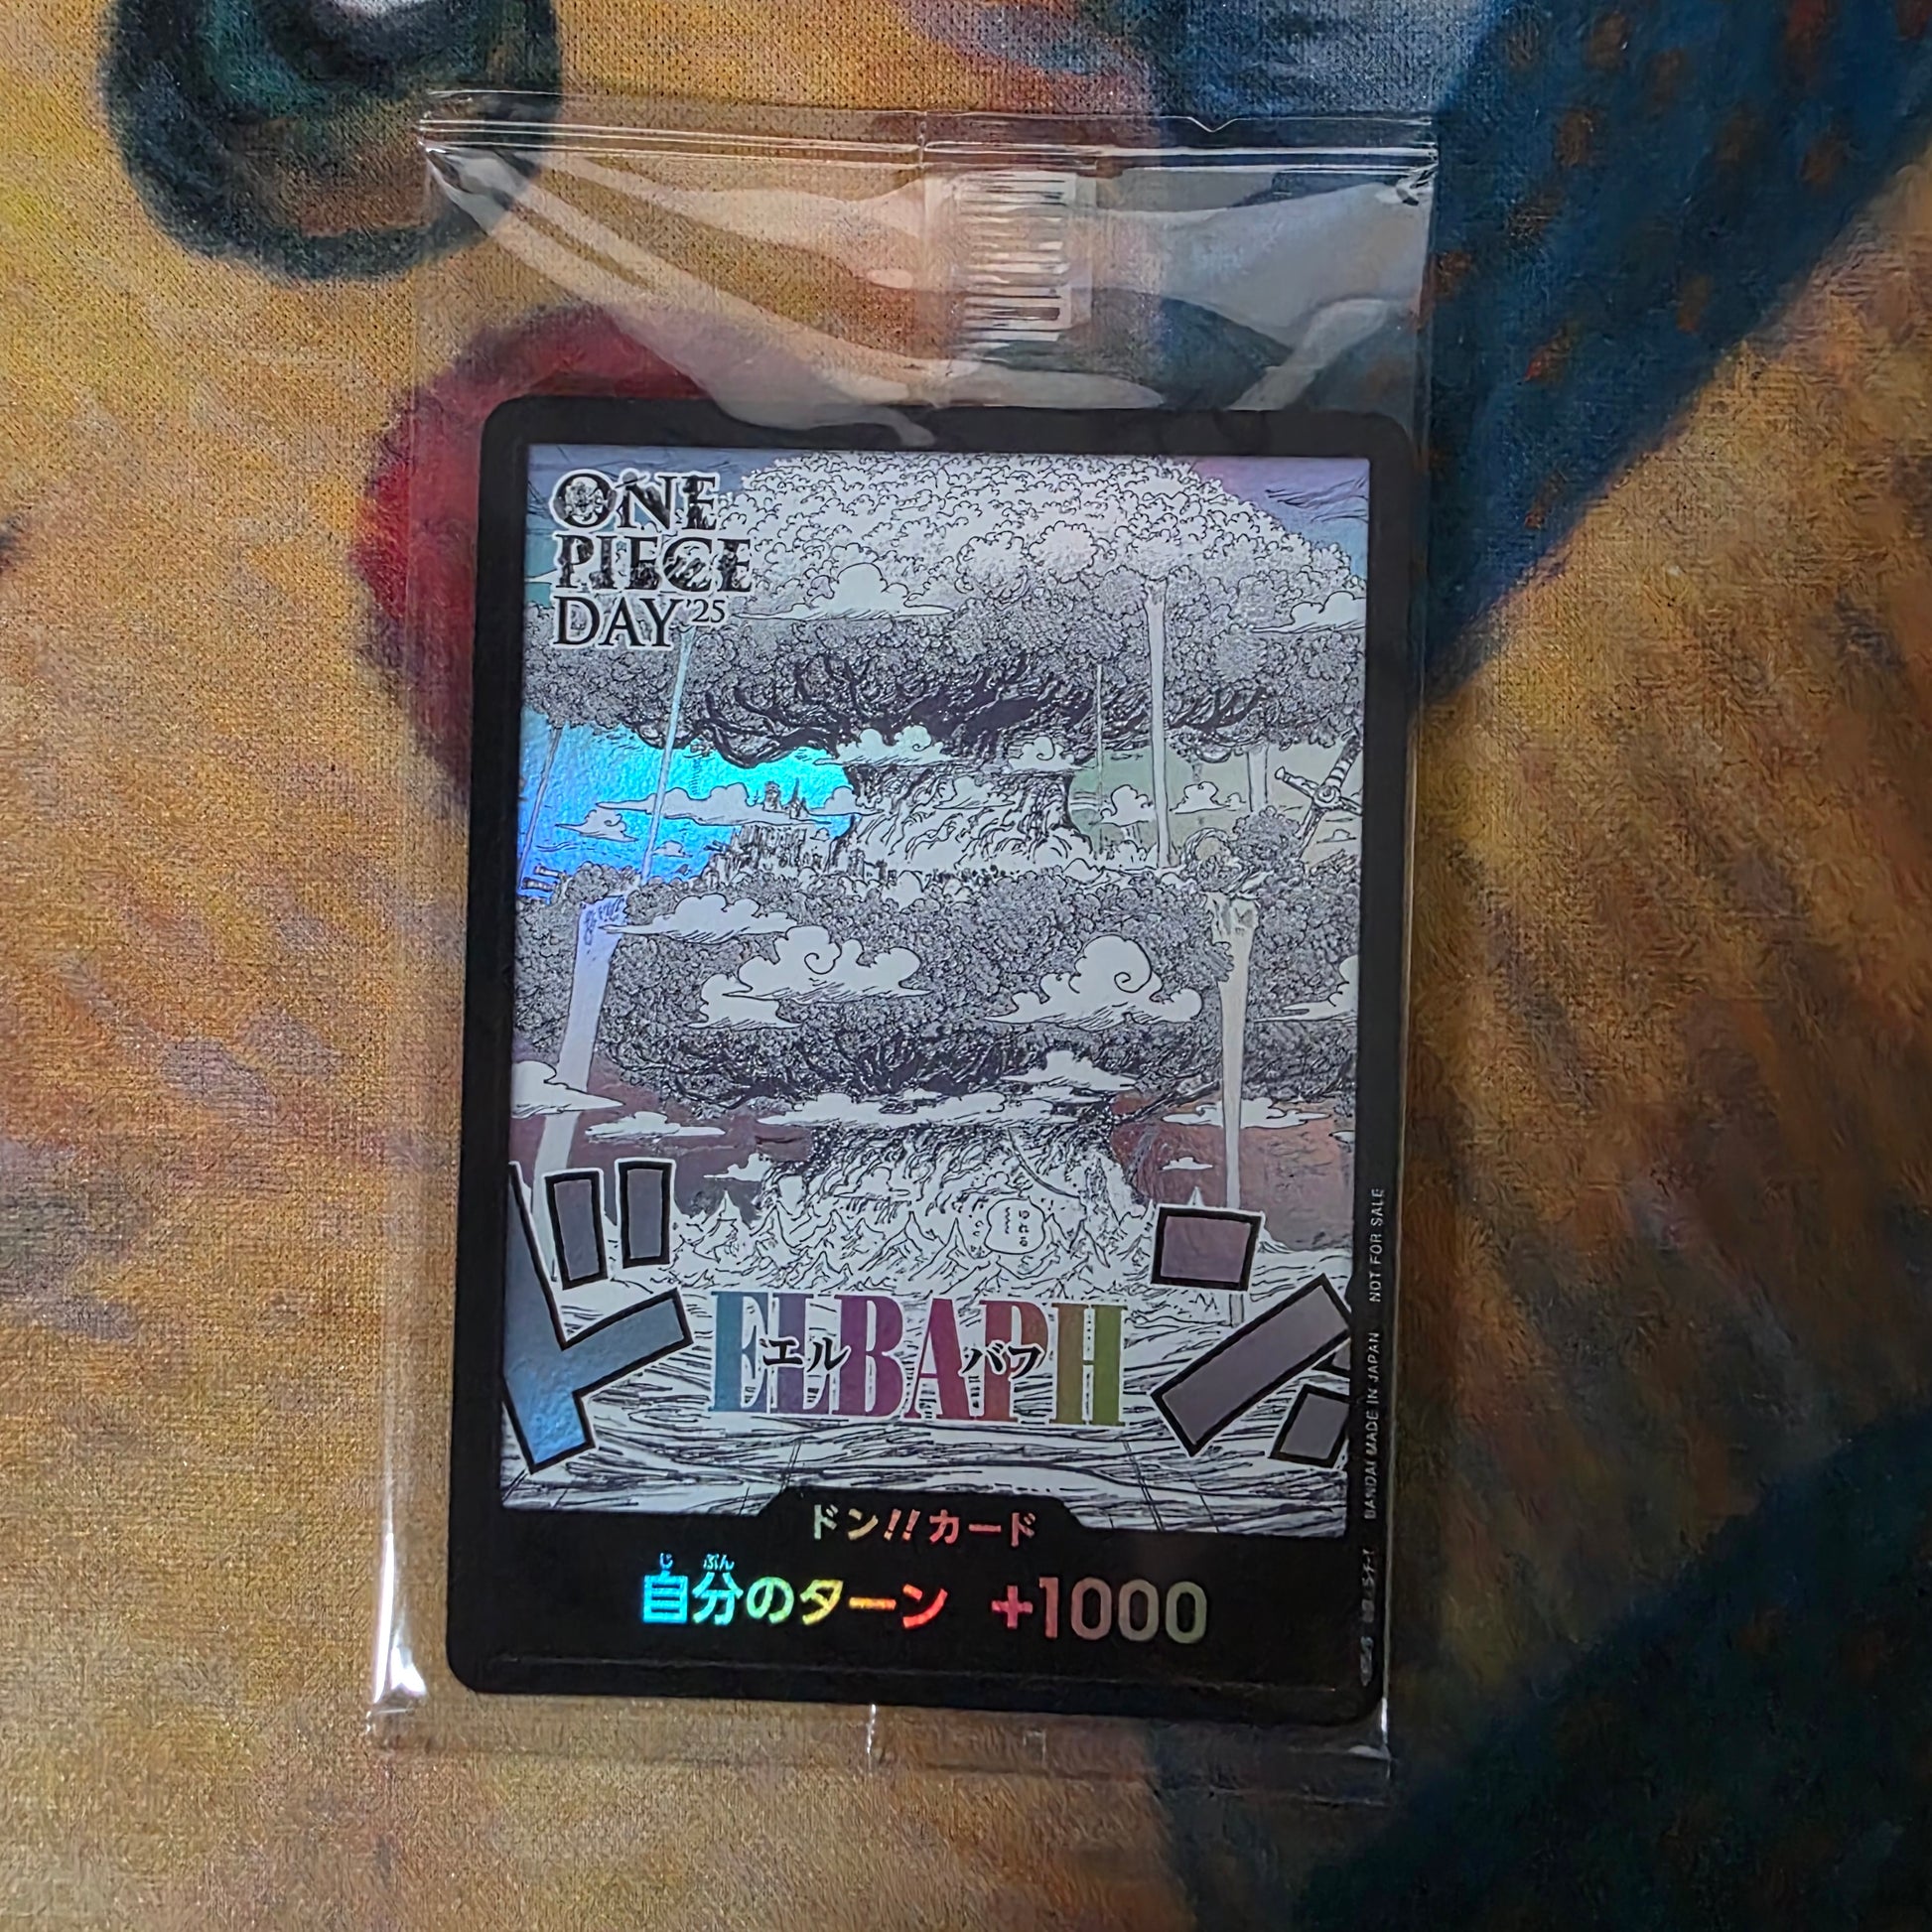 ONE
PIECE
DAY'25
ド
ン
ELBAPH
エルバフ
ドン!!カード
じ ぶん
自分のターン +1000
BANDAI MADE IN JAPAN NOT FOR SALE